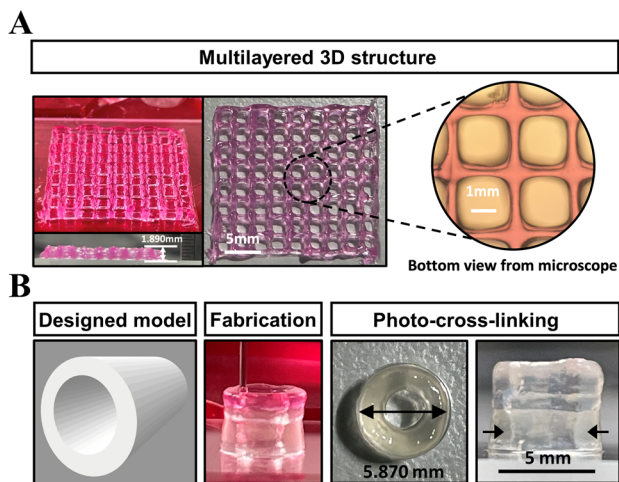 A
Multilayered 3D structure
1.890mm
5mm
1mm
Bottom view from microscope
B
Designed model
Fabrication
Photo-cross-linking
5.870 mm
5 mm